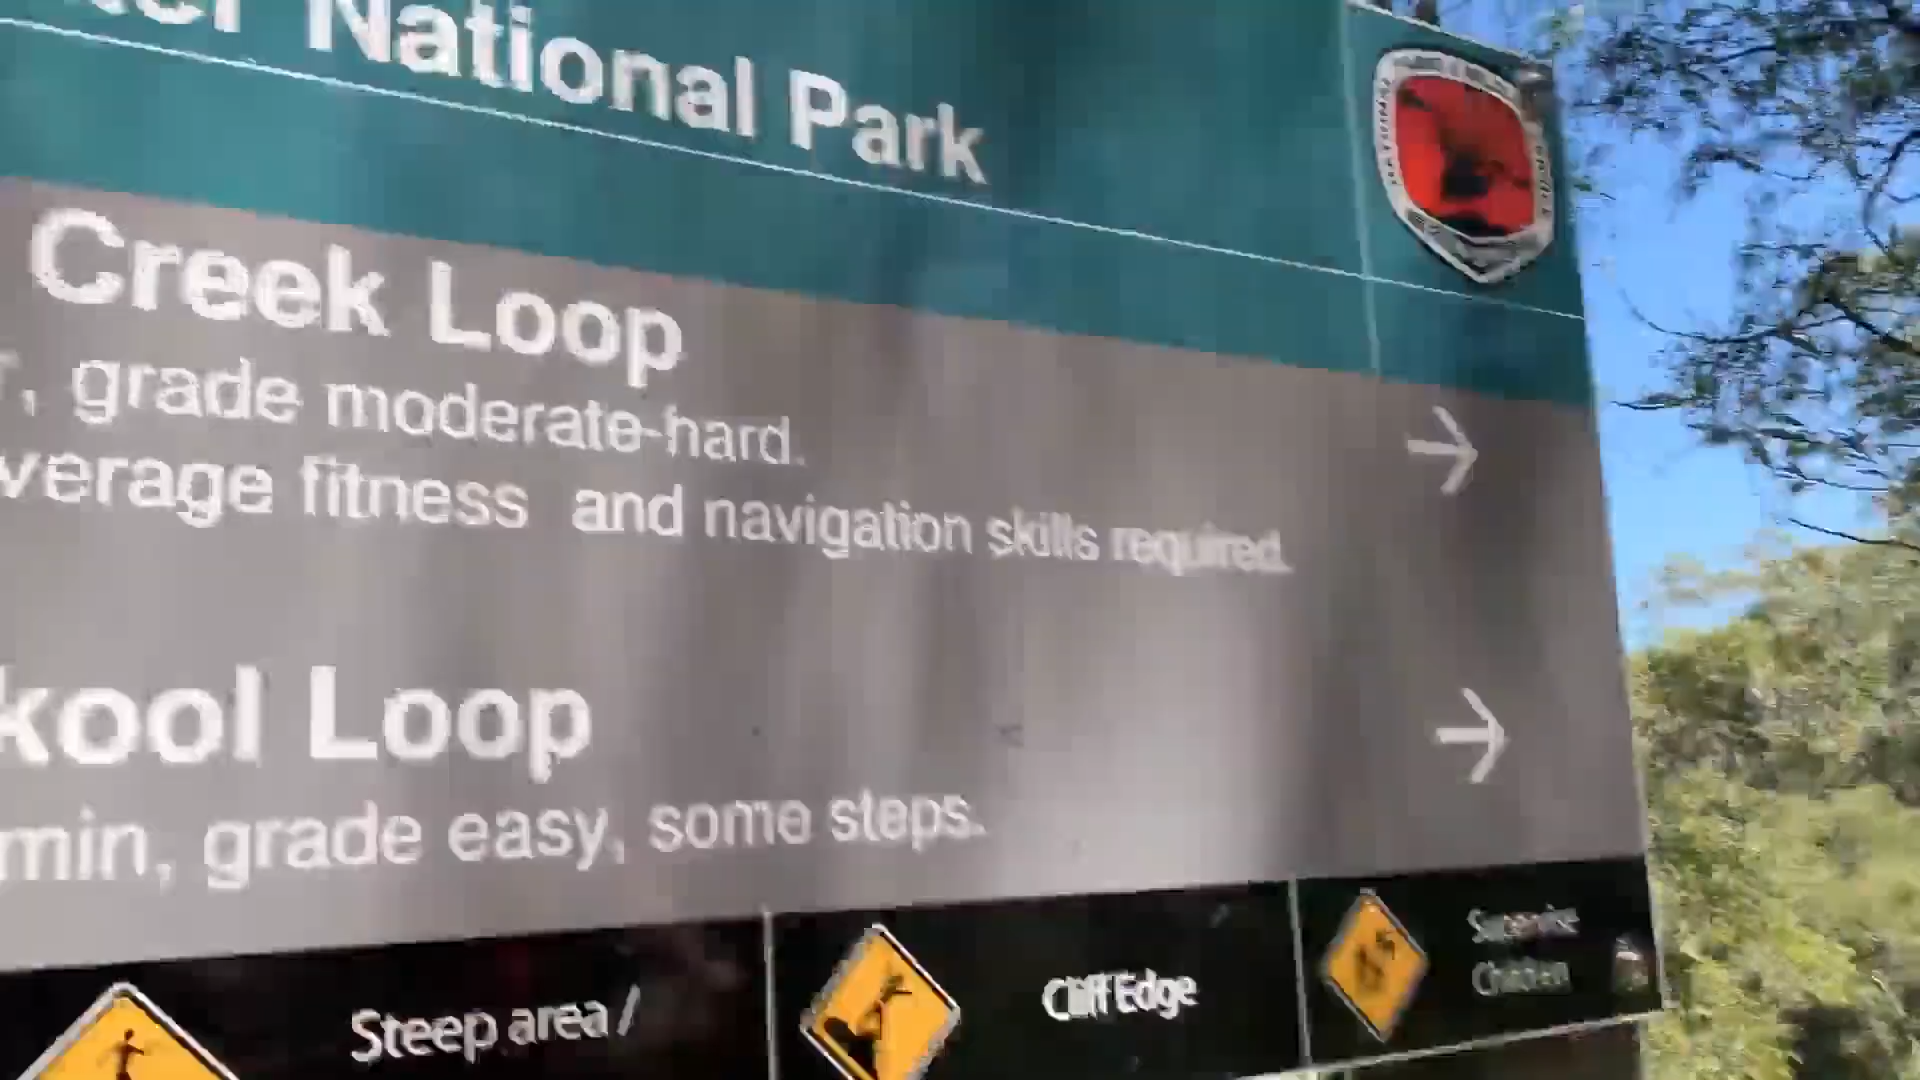 National Park
Creek Loop
, grade moderate-hard.
verage fitness and navigation skills required.
kool Loop
min, grade easy, some steps.
Steep area /
Cliff Edge
Supervise
Children